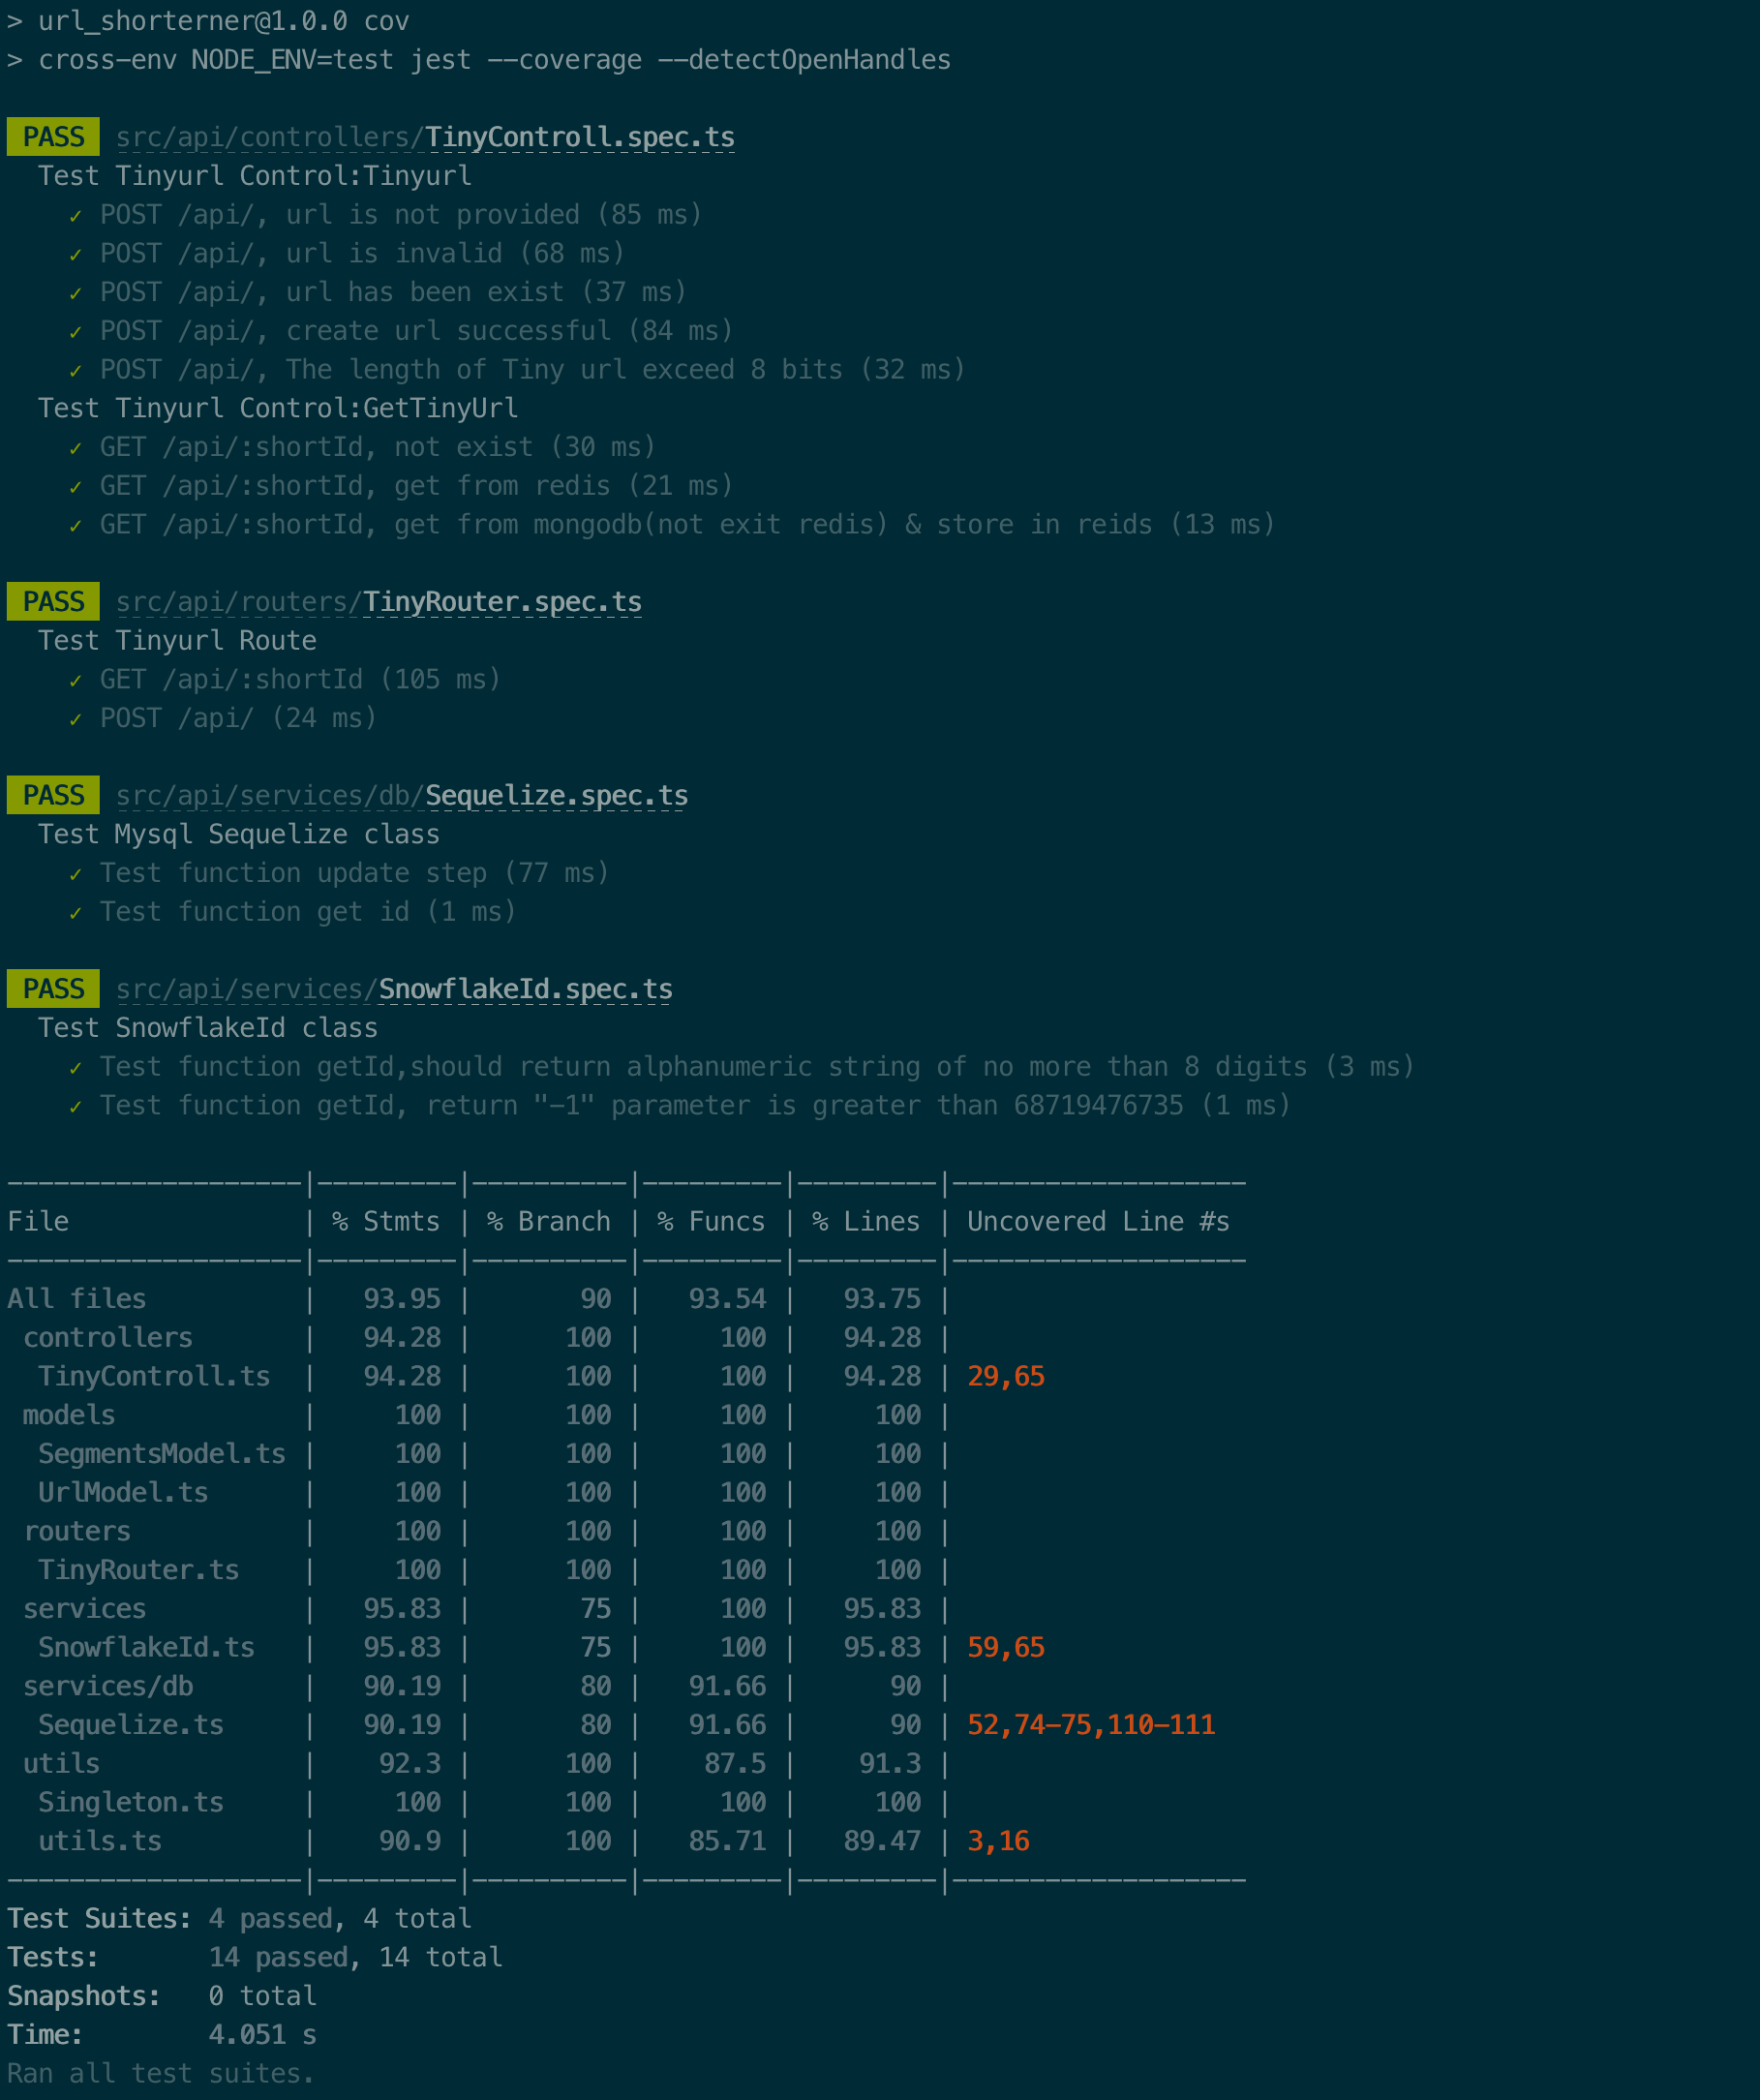 > url_shorterner@1.0.0 cov
> cross-env NODE_ENV=test jest --coverage --detectOpenHandles

 PASS  src/api/controllers/TinyControll.spec.ts
  Test Tinyurl Control:Tinyurl
    ✓ POST /api/, url is not provided (85 ms)
    ✓ POST /api/, url is invalid (68 ms)
    ✓ POST /api/, url has been exist (37 ms)
    ✓ POST /api/, create url successful (84 ms)
    ✓ POST /api/, The length of Tiny url exceed 8 bits (32 ms)
  Test Tinyurl Control:GetTinyUrl
    ✓ GET /api/:shortId, not exist (30 ms)
    ✓ GET /api/:shortId, get from redis (21 ms)
    ✓ GET /api/:shortId, get from mongodb(not exit redis) & store in reids (13 ms)

 PASS  src/api/routers/TinyRouter.spec.ts
  Test Tinyurl Route
    ✓ GET /api/:shortId (105 ms)
    ✓ POST /api/ (24 ms)

 PASS  src/api/services/db/Sequelize.spec.ts
  Test Mysql Sequelize class
    ✓ Test function update step (77 ms)
    ✓ Test function get id (1 ms)

 PASS  src/api/services/SnowflakeId.spec.ts
  Test SnowflakeId class
    ✓ Test function getId,should return alphanumeric string of no more than 8 digits (3 ms)
    ✓ Test function getId, return "-1" parameter is greater than 68719476735 (1 ms)

-------------------|---------|----------|---------|---------|-------------------
File               | % Stmts | % Branch | % Funcs | % Lines | Uncovered Line #s
-------------------|---------|----------|---------|---------|-------------------
All files          |   93.95 |       90 |   93.54 |   93.75 |
 controllers       |   94.28 |      100 |     100 |   94.28 |
  TinyControll.ts  |   94.28 |      100 |     100 |   94.28 | 29,65
 models            |     100 |      100 |     100 |     100 |
  SegmentsModel.ts |     100 |      100 |     100 |     100 |
  UrlModel.ts      |     100 |      100 |     100 |     100 |
 routers           |     100 |      100 |     100 |     100 |
  TinyRouter.ts    |     100 |      100 |     100 |     100 |
 services          |   95.83 |       75 |     100 |   95.83 |
  SnowflakeId.ts   |   95.83 |       75 |     100 |   95.83 | 59,65
 services/db       |   90.19 |       80 |   91.66 |      90 |
  Sequelize.ts     |   90.19 |       80 |   91.66 |      90 | 52,74-75,110-111
 utils             |    92.3 |      100 |    87.5 |    91.3 |
  Singleton.ts     |     100 |      100 |     100 |     100 |
  utils.ts         |    90.9 |      100 |   85.71 |   89.47 | 3,16
-------------------|---------|----------|---------|---------|-------------------
Test Suites: 4 passed, 4 total
Tests:       14 passed, 14 total
Snapshots:   0 total
Time:        4.051 s
Ran all test suites.